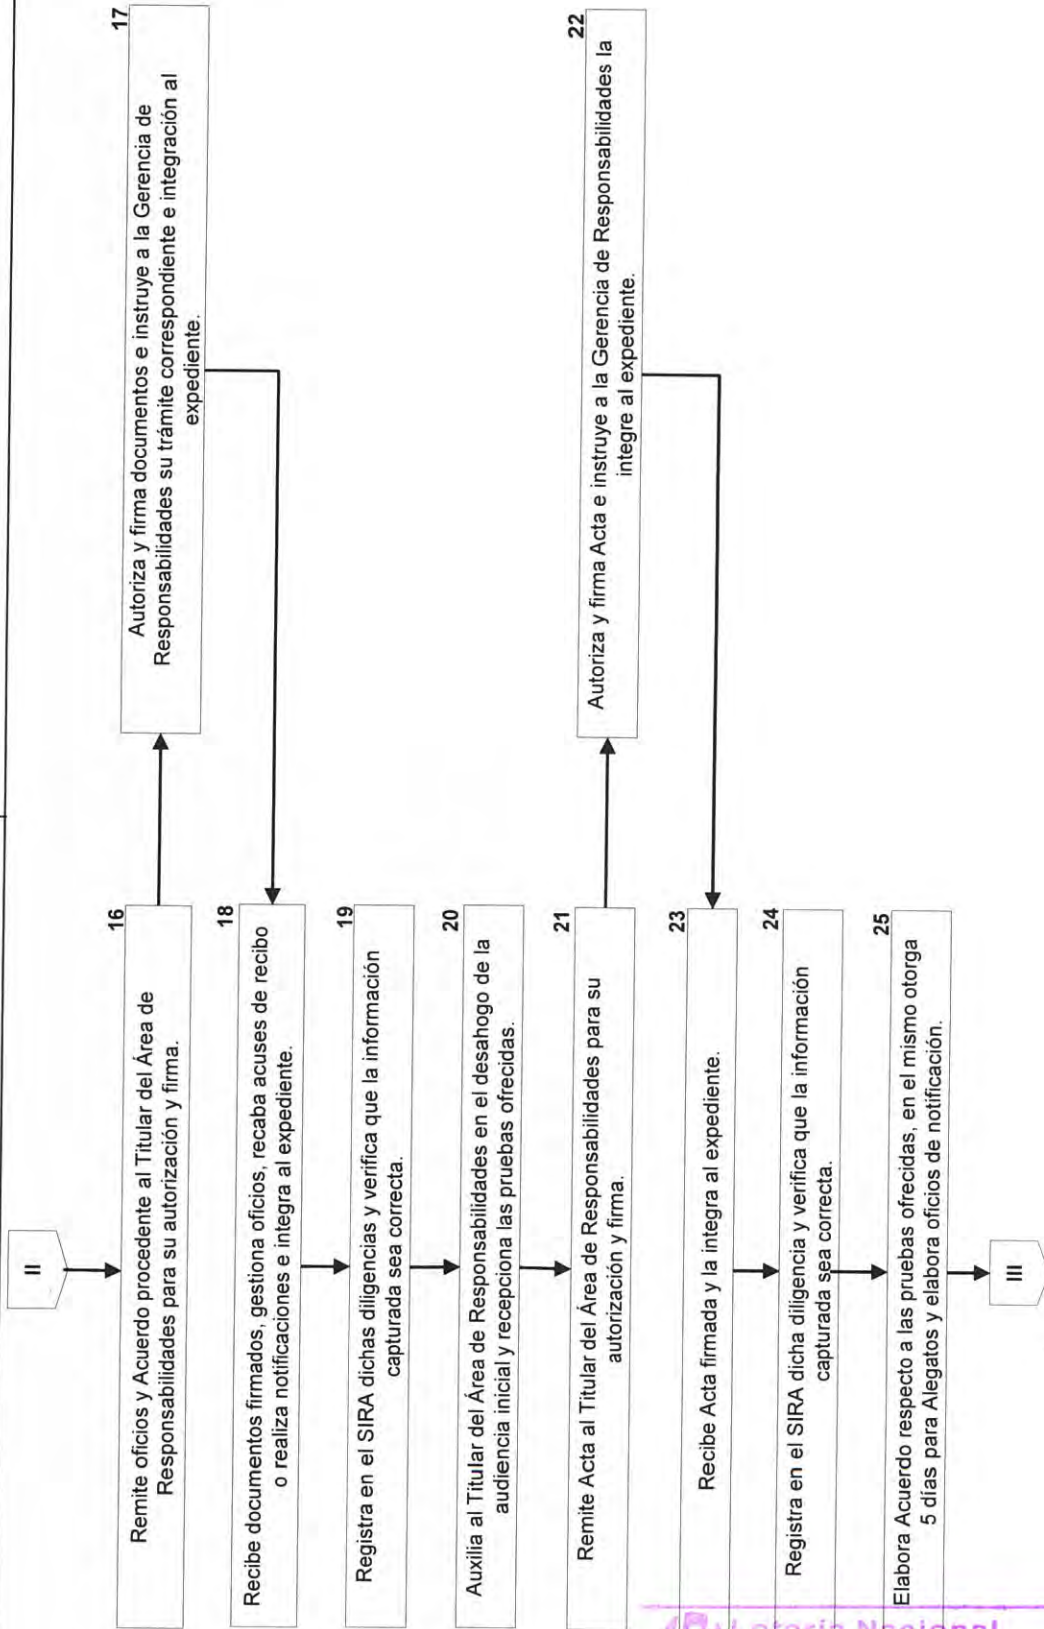 II
16
Remite oficios y Acuerdo procedente al Titular del Área de
Responsabilidades para su autorización y firma.
17
Autoriza y firma documentos e instruye a la Gerencia de
Responsabilidades su trámite correspondiente e integración al
expediente.
18
Recibe documentos firmados, gestiona oficios, recaba acuses de recibo
o realiza notificaciones e integra al expediente.
19
Registra en el SIRA dichas diligencias y verifica que la información
capturada sea correcta.
20
Auxilia al Titular del Área de Responsabilidades en el desahogo de la
audiencia inicial y recepciona las pruebas ofrecidas.
21
Remite Acta al Titular del Área de Responsabilidades para su
autorización y firma.
22
Autoriza y firma Acta e instruye a la Gerencia de Responsabilidades la
integre al expediente.
23
Recibe Acta firmada y la integra al expediente.
24
Registra en el SIRA dicha diligencia y verifica que la información
capturada sea correcta.
25
Elabora Acuerdo respecto a las pruebas ofrecidas, en el mismo otorga
5 días para Alegatos y elabora oficios de notificación.
III
Lotería Nacional